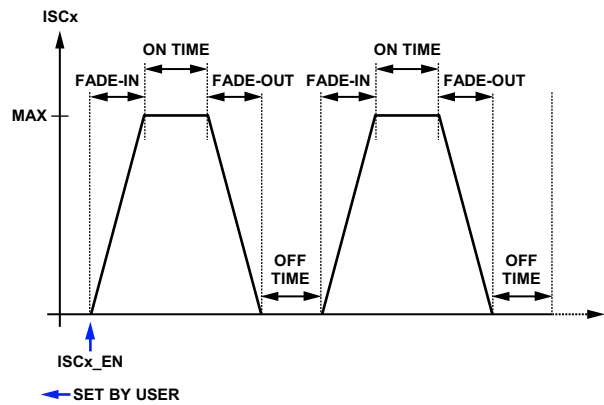 ISCx
ON TIME
ON TIME
FADE-IN
FADE-OUT
FADE-IN
FADE-OUT
MAX
OFF
TIME
OFF
TIME
ISCx_EN
SET BY USER